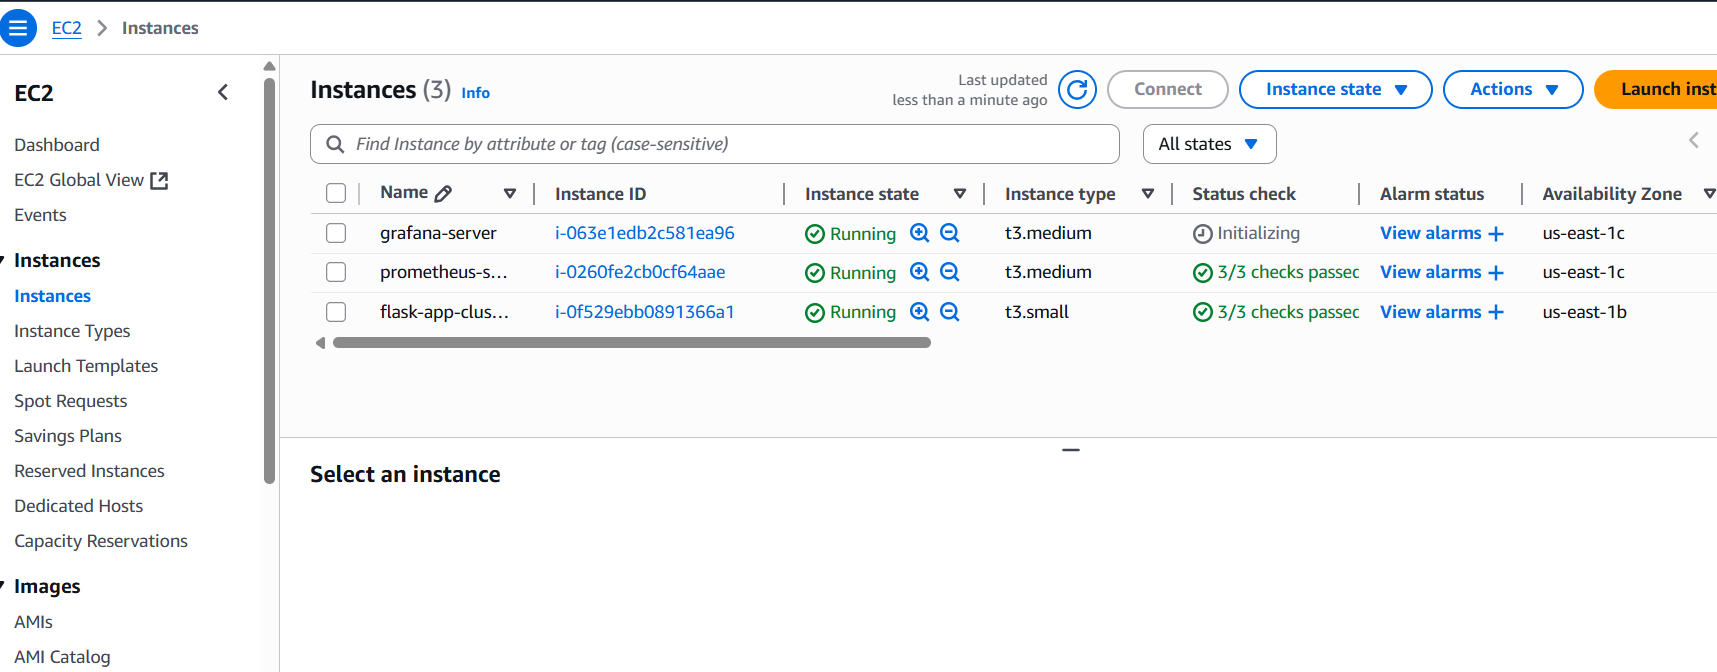 EC2 > Instances
EC2
Dashboard
EC2 Global View
Events
Instances
Instances
Instance Types
Launch Templates
Spot Requests
Savings Plans
Reserved Instances
Dedicated Hosts
Capacity Reservations
Images
AMIs
AMI Catalog
Instances (3) Info
Last updated
less than a minute ago
Connect
Instance state
Actions
Launch inst
Find Instance by attribute or tag (case-sensitive)
All states
Name Instance ID Instance state Instance type Status check Alarm status Availability Zone
grafana-server i-063e1edb2c581ea96 Running t3.medium Initializing View alarms + us-east-1c
prometheus-s... i-0260fe2cb0cf64aae Running t3.medium 3/3 checks passec View alarms + us-east-1c
flask-app-clus... i-0f529ebb0891366a1 Running t3.small 3/3 checks passec View alarms + us-east-1b
Select an instance